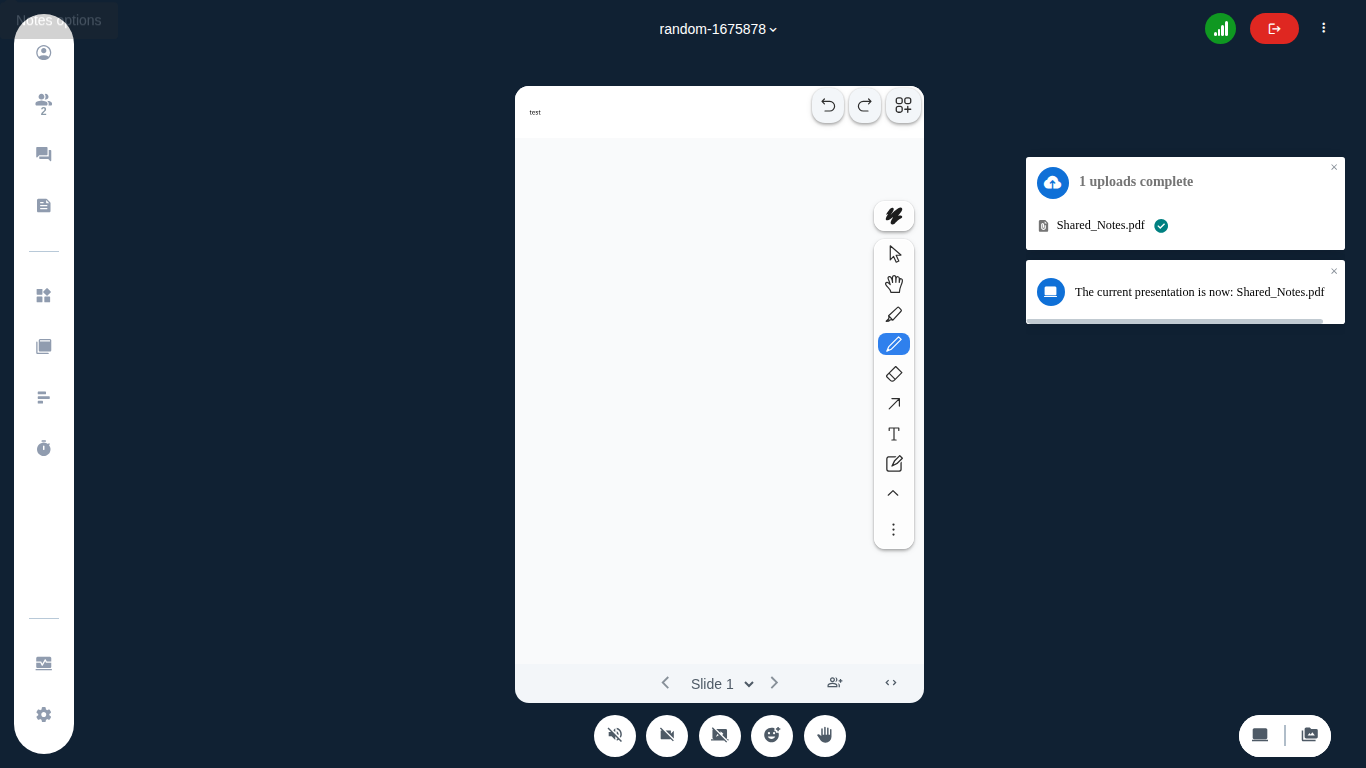 Notes options
random-1675878
2
test
1 uploads complete
Shared_Notes.pdf
The current presentation is now: Shared_Notes.pdf
Slide 1